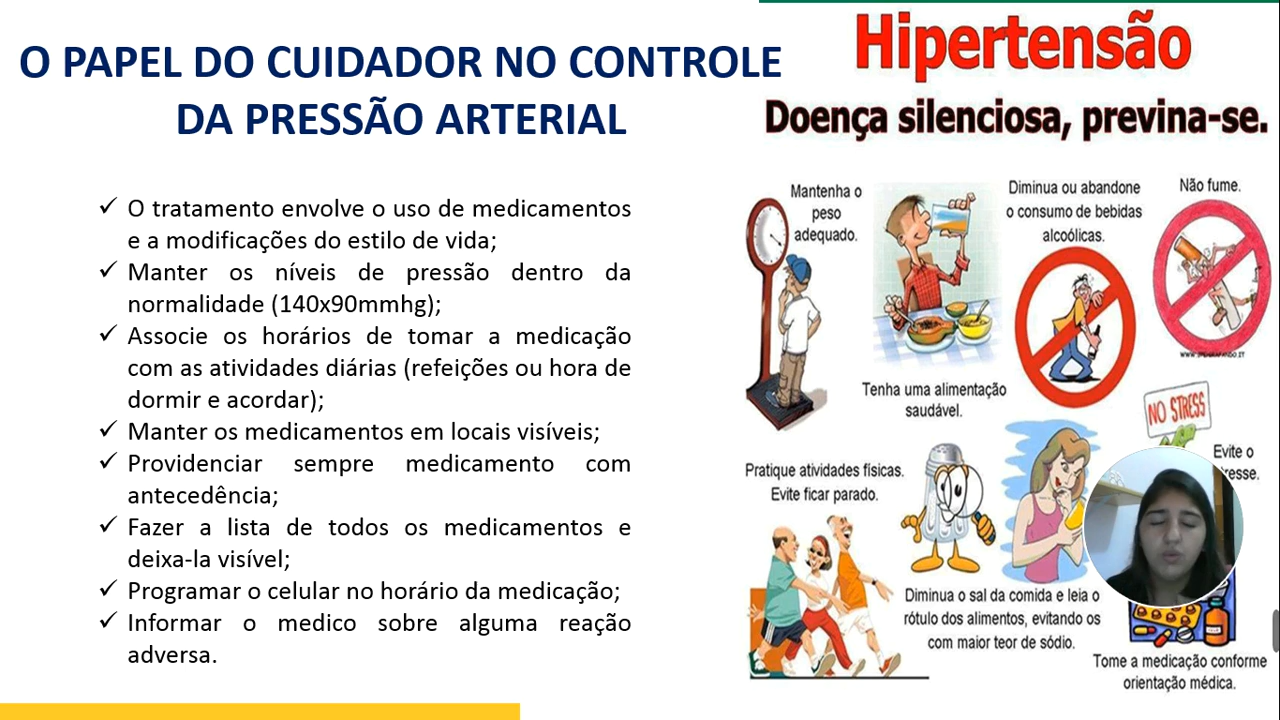 O PAPEL DO CUIDADOR NO CONTROLE
DA PRESSÃO ARTERIAL
✓ O tratamento envolve o uso de medicamentos
e a modificações do estilo de vida;
✓ Manter os níveis de pressão dentro da
normalidade (140x90mmhg);
✓ Associe os horários de tomar a medicação
com as atividades diárias (refeições ou hora de
dormir e acordar);
✓ Manter os medicamentos em locais visíveis;
✓ Providenciar sempre medicamento com
antecedência;
✓ Fazer a lista de todos os medicamentos e
deixa-la visível;
✓ Programar o celular no horário da medicação;
✓ Informar o medico sobre alguma reação
adversa.
Hipertensão
Doença silenciosa, previna-se.
Mantenha o
peso
adequado.
Tenha uma alimentação
saudável.
Diminua ou abandone
o consumo de bebidas
alcoólicas.
Não fume.
Pratique atividades físicas.
Evite ficar parado.
Diminua o sal da comida e leia o
rótulo dos alimentos, evitando os
com maior teor de sódio.
NO STRESS
Evite o
resse.
Tome a medicação conforme
orientação médica.